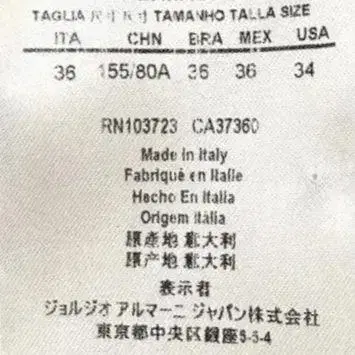 TAGLIA 尺寸 尺寸 TAMANHO TALLA SIZE
ITA CHN BRA MEX USA
36 155/80A 36 36 34
RN103723 CA37360
Made in Italy
Fabriqué en Italie
Hecho En Italia
Origem Itália
原產地 意大利
原产地 意大利
表示者
ジョルジオ アルマーニ ジャパン株式会社
東京都中央区銀座5-5-4